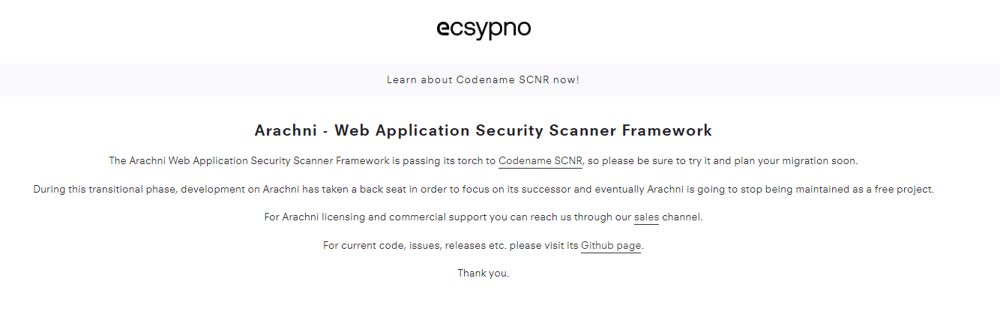 ecsypno
Learn about Codename SCNR now!
Arachni - Web Application Security Scanner Framework
The Arachni Web Application Security Scanner Framework is passing its torch to Codename SCNR, so please be sure to try it and plan your migration soon.
During this transitional phase, development on Arachni has taken a back seat in order to focus on its successor and eventually Arachni is going to stop being maintained as a free project.
For Arachni licensing and commercial support you can reach us through our sales channel.
For current code, issues, releases etc. please visit its Github page.
Thank you.